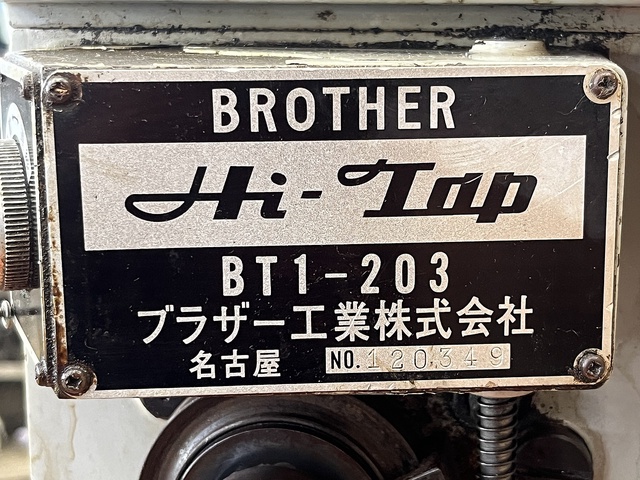 BROTHER
Hi-Tap
BT1-203
ブラザー工業株式会社
名古屋 NO. 120349